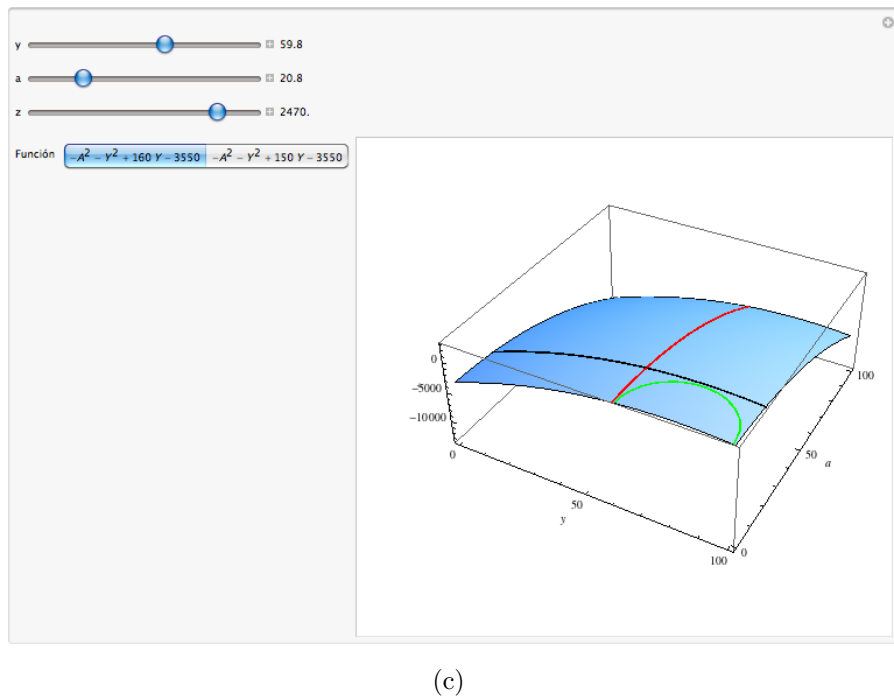 y 59.8
a 20.8
z 2470.
Función -A² - Y² + 160 Y - 3550 -A² - Y² + 150 Y - 3550
0
-5000
-10000
0
50
y
100
0
50
a
100
(c)